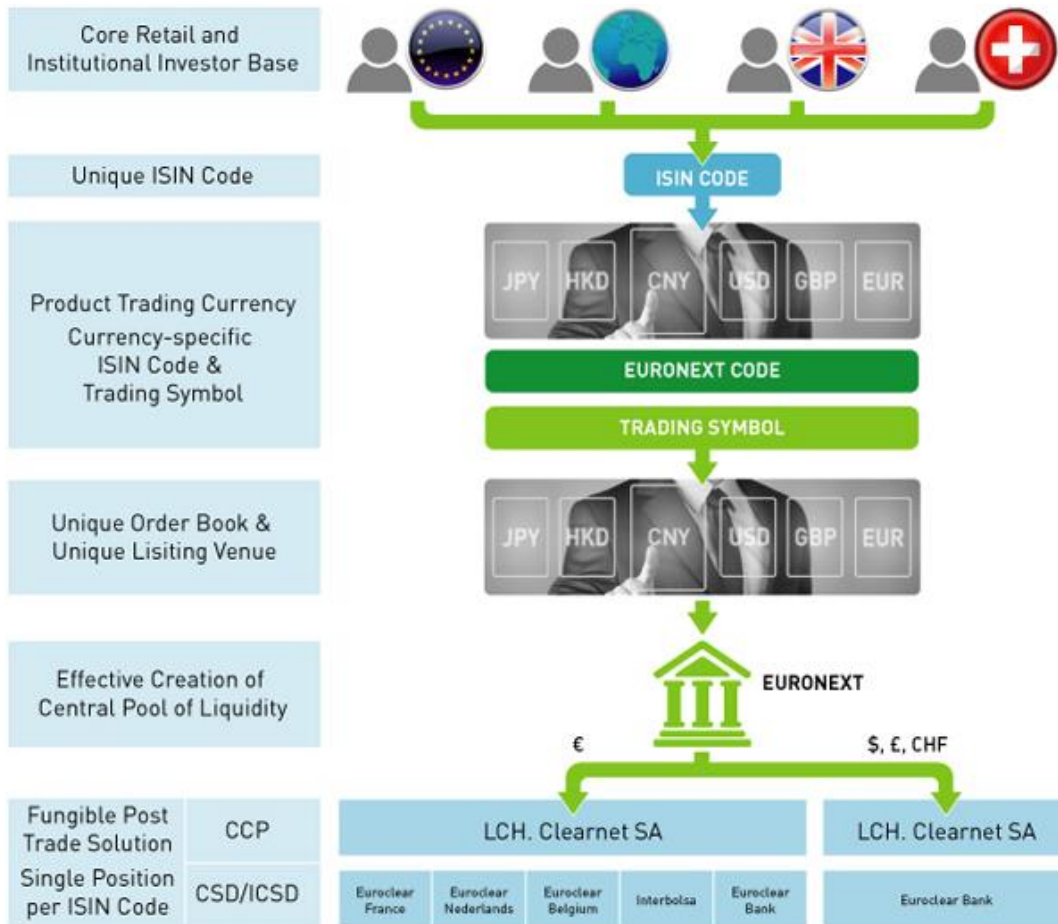 Core Retail and
Institutional Investor Base
Unique ISIN Code
ISIN CODE
Product Trading Currency
Currency-specific
ISIN Code &
Trading Symbol
JPY HKD CNY USD GBP EUR
EURONEXT CODE
TRADING SYMBOL
Unique Order Book &
Unique Lisiting Venue
JPY HKD CNY USD GBP EUR
Effective Creation of
Central Pool of Liquidity
EURONEXT
€ $, £, CHF
Fungible Post
Trade Solution
CCP
LCH. Clearnet SA
LCH. Clearnet SA
Single Position
per ISIN Code
CSD/ICSD
Euroclear
France
Euroclear
Nederlands
Euroclear
Belgium
Interbolsa
Euroclear
Bank
Euroclear Bank